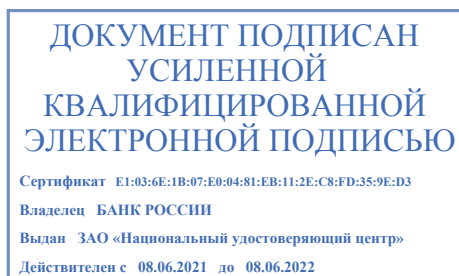 ДОКУМЕНТ ПОДПИСАН
УСИЛЕННОЙ
КВАЛИФИЦИРОВАННОЙ
ЭЛЕКТРОННОЙ ПОДПИСЬЮ
Сертификат E1:03:6E:1B:07:E0:04:81:EB:11:2E:C8:FD:35:9E:D3
Владелец БАНК РОССИИ
Выдан ЗАО «Национальный удостоверяющий центр»
Действителен с 08.06.2021 до 08.06.2022